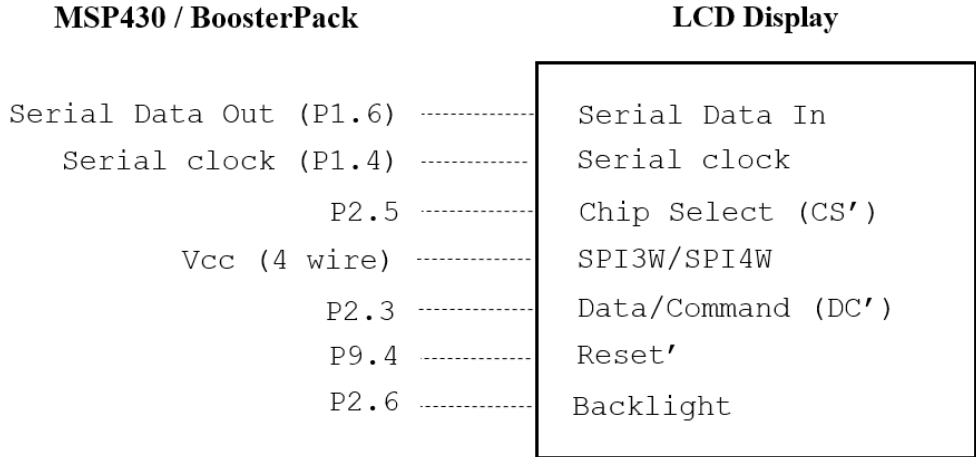 MSP430 / BoosterPack LCD Display
Serial Data Out (P1.6) Serial Data In
Serial clock (P1.4) Serial clock
P2.5 Chip Select (CS’)
Vcc (4 wire) SPI3W/SPI4W
P2.3 Data/Command (DC’)
P9.4 Reset’
P2.6 Backlight